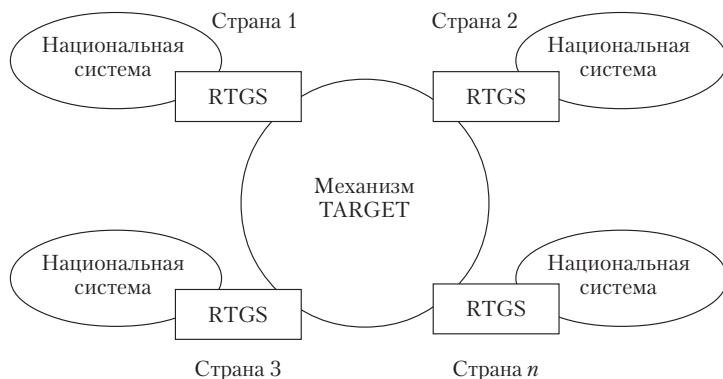 Страна 1
Страна 2
Национальная
система
RTGS
RTGS
Национальная
система
Механизм
TARGET
Национальная
система
RTGS
RTGS
Национальная
система
Страна 3
Страна n